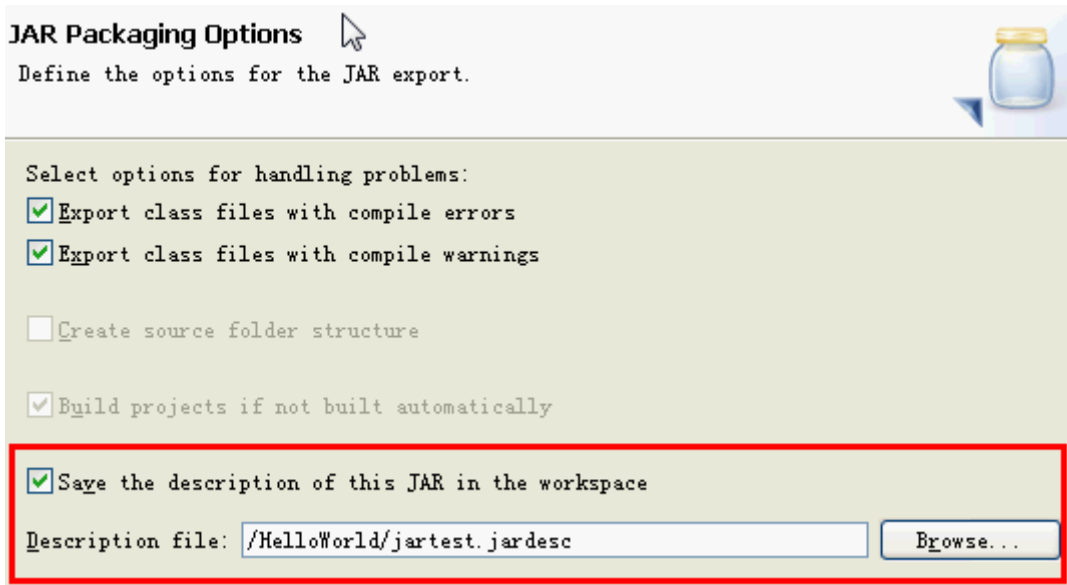 JAR Packaging Options
Define the options for the JAR export.
Select options for handling problems:
Export class files with compile errors
Export class files with compile warnings
Create source folder structure
Build projects if not built automatically
Save the description of this JAR in the workspace
Description file: /HelloWorld/jartest.jardesc Browse...